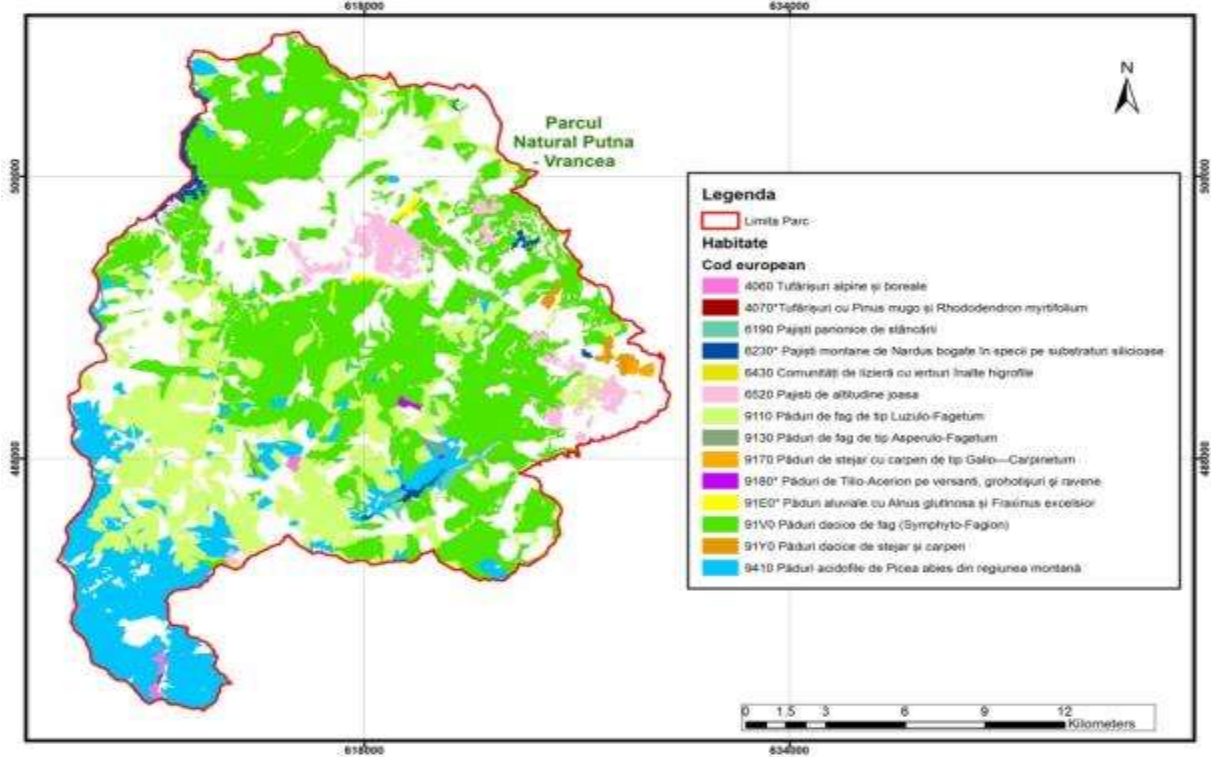 618000 634000
N
Parcul
Natural Putna
- Vrancea
500000 500000
Legenda
Limita Parc
Habitate
Cod european
4060 Tufărișuri alpine și boreale
4070*Tufărișuri cu Pinus mugo și Rhododendron myrtifolium
6190 Pajiști panonice de stâncării
6230* Pajiști montane de Nardus bogate în specii pe substraturi silicioase
6430 Comunități de lizieră cu ierburi înalte higrofile
6520 Pajisti de altitudine joasa
9110 Păduri de fag de tip Luzulo-Fagetum
9130 Păduri de fag de tip Asperulo-Fagetum
9170 Păduri de stejar cu carpen de tip Galio—Carpinetum
9180* Păduri de Tilio-Acerion pe versanți, grohotișuri și ravene
91E0* Păduri aluviale cu Alnus glutinosa și Fraxinus excelsior
91V0 Păduri dacice de fag (Symphyto-Fagion)
91Y0 Păduri dacice de stejar și carpen
9410 Păduri acidofile de Picea abies din regiunea montană
488000 488000
0 1,5 3 6 9 12
Kilometers
618000 634000